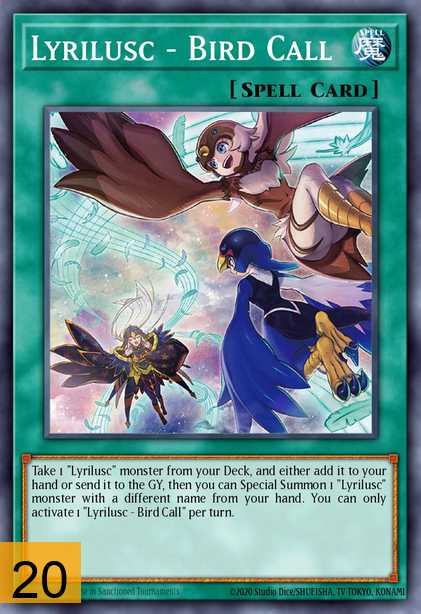 Lyrilusc - Bird Call
SPELL
魔
[Spell Card]
Take 1 "Lyrilusc" monster from your Deck, and either add it to your
hand or send it to the GY, then you can Special Summon 1 "Lyrilusc"
monster with a different name from your hand. You can only
activate 1 "Lyrilusc - Bird Call" per turn.
20
in Sanctioned Tournaments
©2020 Studio Dice/SHUEISHA, TV TOKYO, KONAMI